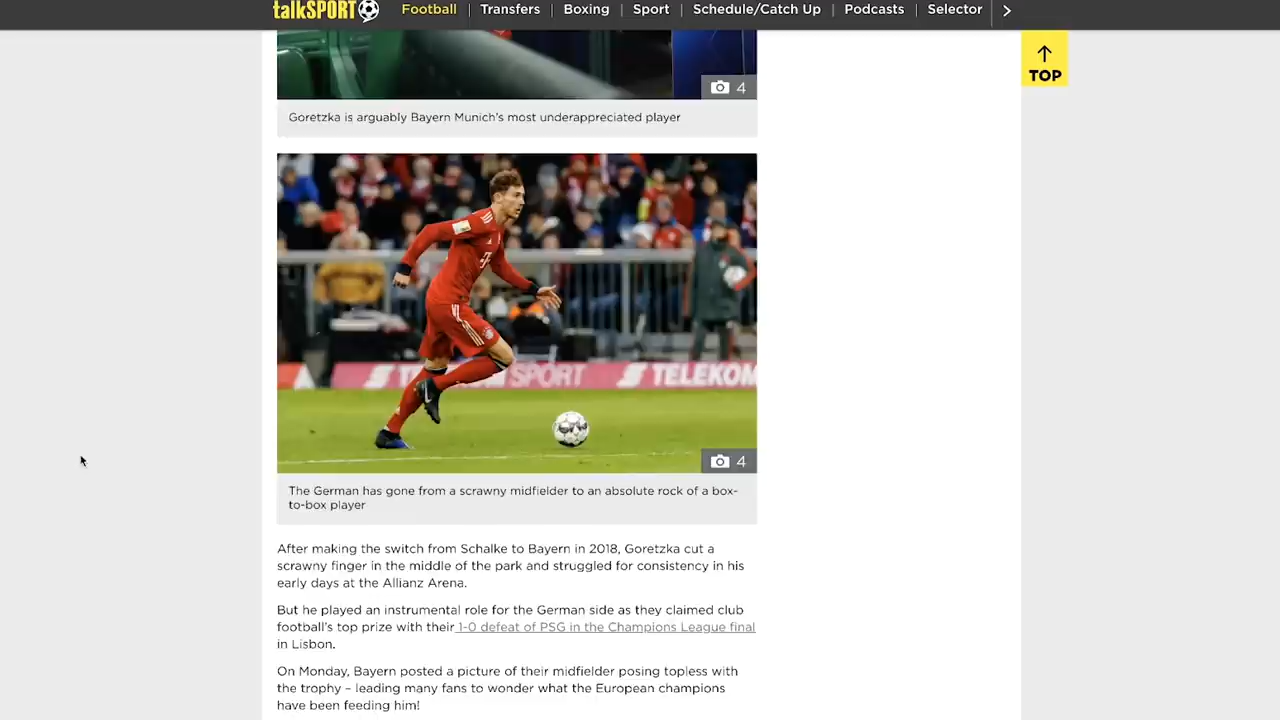 talkSPORT
Football | Transfers | Boxing | Sport | Schedule/Catch Up | Podcasts | Selector
TOP
4
Goretzka is arguably Bayern Munich's most underappreciated player
T
SPORT
TELEKOM
4
The German has gone from a scrawny midfielder to an absolute rock of a box-
to-box player
After making the switch from Schalke to Bayern in 2018, Goretzka cut a
scrawny finger in the middle of the park and struggled for consistency in his
early days at the Allianz Arena.
But he played an instrumental role for the German side as they claimed club
football's top prize with their 1-0 defeat of PSG in the Champions League final
in Lisbon.
On Monday, Bayern posted a picture of their midfielder posing topless with
the trophy – leading many fans to wonder what the European champions
have been feeding him!